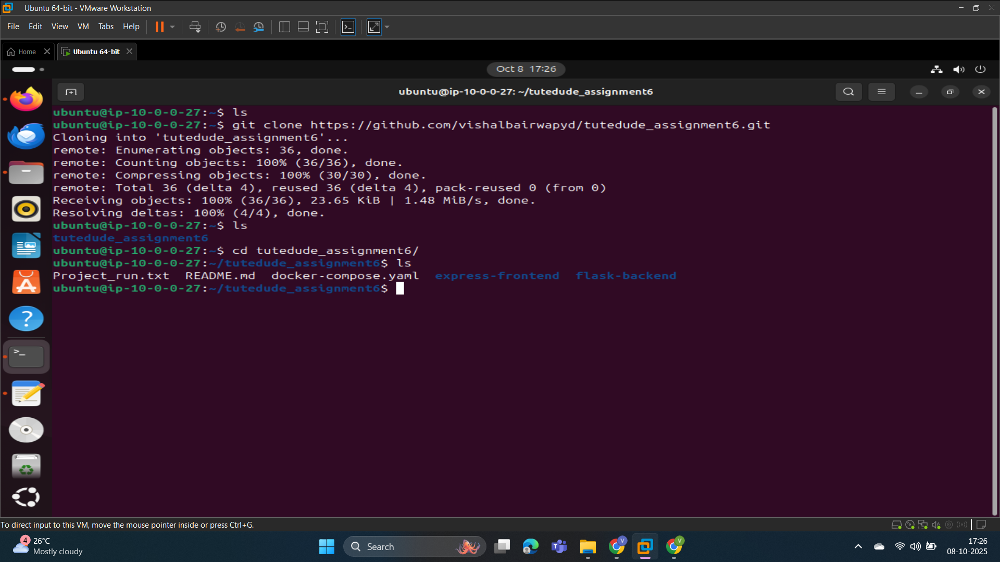 Ubuntu 64-bit - VMware Workstation
File Edit View VM Tabs Help
Home
Ubuntu 64-bit
Oct 8 17:26
ubuntu@ip-10-0-0-27: ~/tutedude_assignment6
ubuntu@ip-10-0-0-27:~$ ls
ubuntu@ip-10-0-0-27:~$ git clone https://github.com/vishalbairwapyd/tutedude_assignment6.git
Cloning into 'tutedude_assignment6'...
remote: Enumerating objects: 36, done.
remote: Counting objects: 100% (36/36), done.
remote: Compressing objects: 100% (30/30), done.
remote: Total 36 (delta 4), reused 36 (delta 4), pack-reused 0 (from 0)
Receiving objects: 100% (36/36), 23.65 KiB | 1.48 MiB/s, done.
Resolving deltas: 100% (4/4), done.
ubuntu@ip-10-0-0-27:~$ ls
tutedude_assignment6
ubuntu@ip-10-0-0-27:~$ cd tutedude_assignment6/
ubuntu@ip-10-0-0-27:~/tutedude_assignment6$ ls
Project_run.txt README.md docker-compose.yaml express-frontend flask-backend
ubuntu@ip-10-0-0-27:~/tutedude_assignment6$
To direct input to this VM, move the mouse pointer inside or press Ctrl+G.
4
26°C
Mostly cloudy
Search
V
V
17:26
08-10-2025